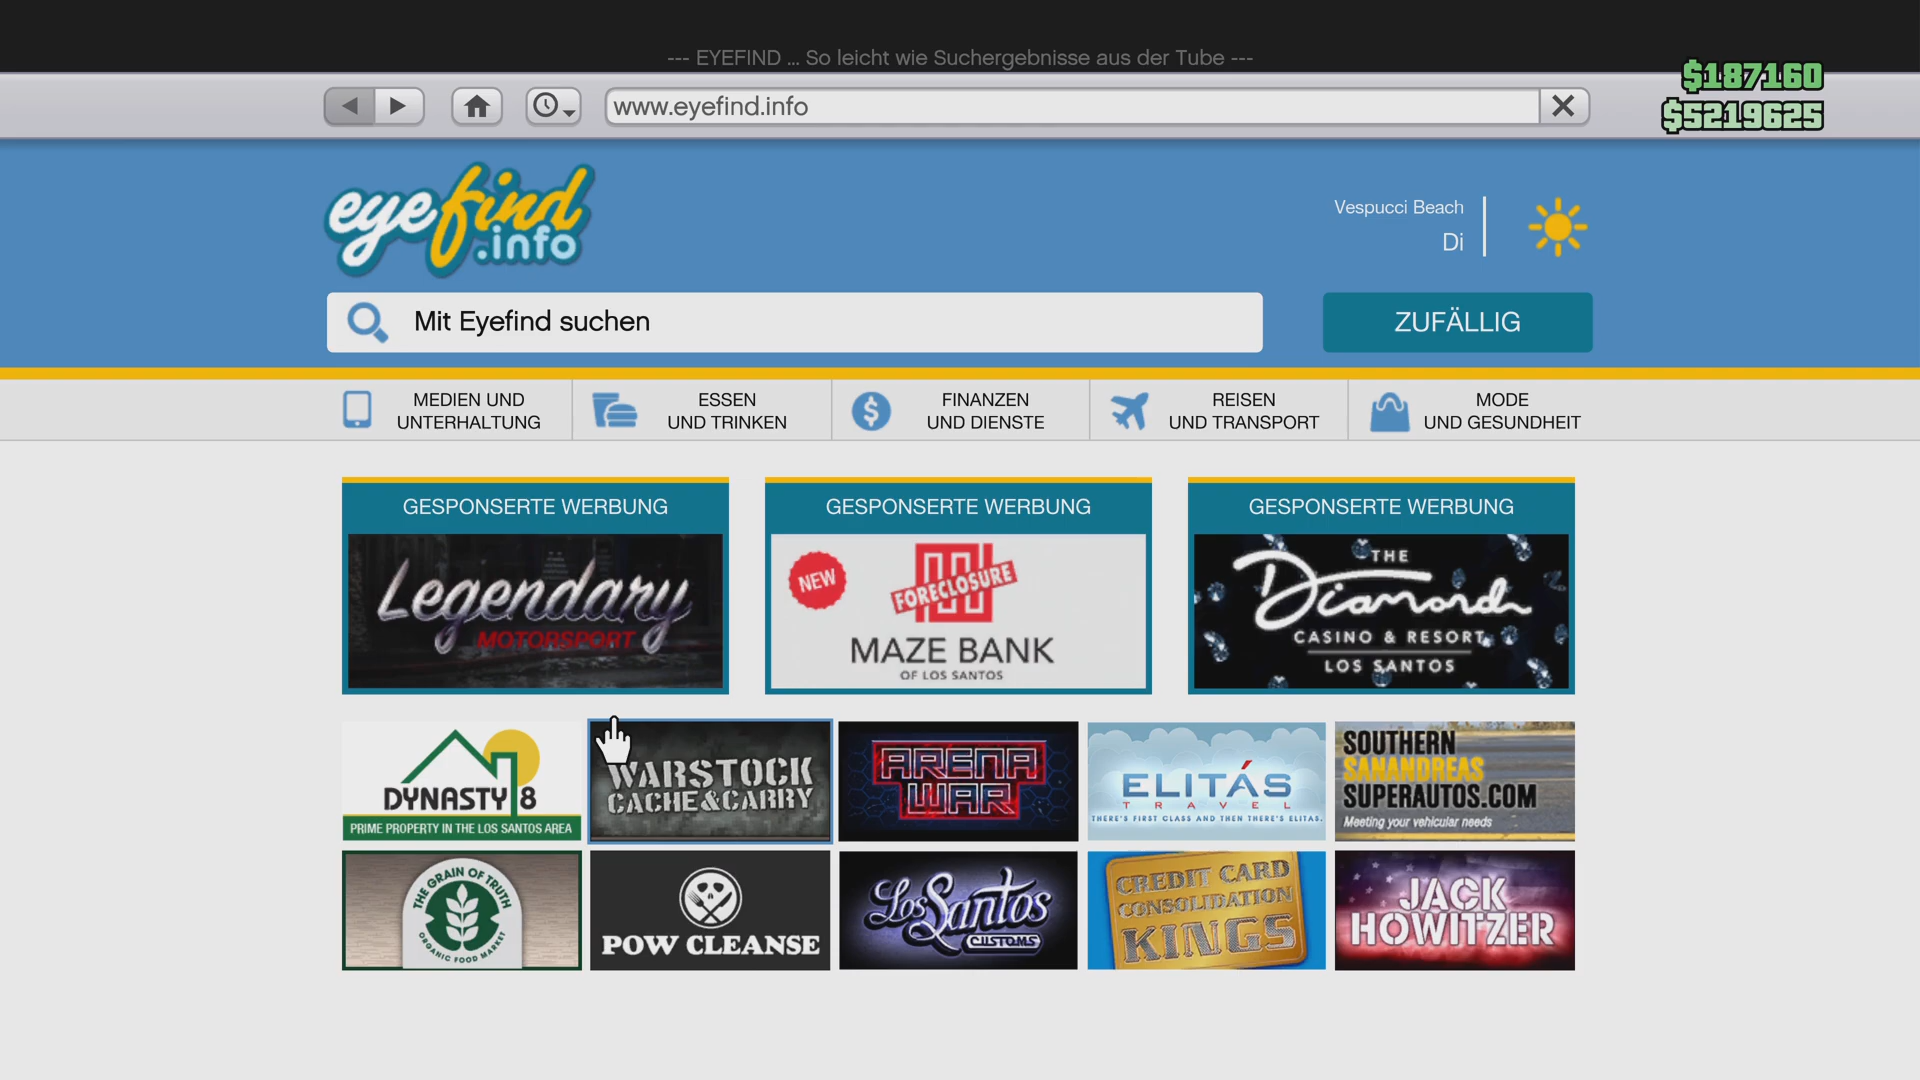 --- EYEFIND ... So leicht wie Suchergebnisse aus der Tube ---
$187160
www.eyefind.info
$5219625
eyefind
.info
Vespucci Beach
Di
Mit Eyefind suchen
ZUFÄLLIG
MEDIEN UND
UNTERHALTUNG
ESSEN
UND TRINKEN
FINANZEN
UND DIENSTE
REISEN
UND TRANSPORT
MODE
UND GESUNDHEIT
GESPONSERTE WERBUNG
Legendary
MOTORSPORT
GESPONSERTE WERBUNG
NEW
FORECLOSURE
MAZE BANK
OF LOS SANTOS
GESPONSERTE WERBUNG
THE
Diamond
CASINO & RESORT
LOS SANTOS
DYNASTY 8
PRIME PROPERTY IN THE LOS SANTOS AREA
WARSTOCK
CACHE&CARRY
ARENA
WAR
ELITÁS
TRAVEL
THERE'S FIRST CLASS AND THEN THERE'S ELITAS.
SOUTHERN
SANANDREAS
SUPERAUTOS.COM
Meeting your vehicular needs
THE GRAIN OF TRUTH
ORGANIC FOOD MARKET
POW CLEANSE
Los Santos
CUSTOMS
CREDIT CARD
CONSOLIDATION
KINGS
JACK
HOWITZER